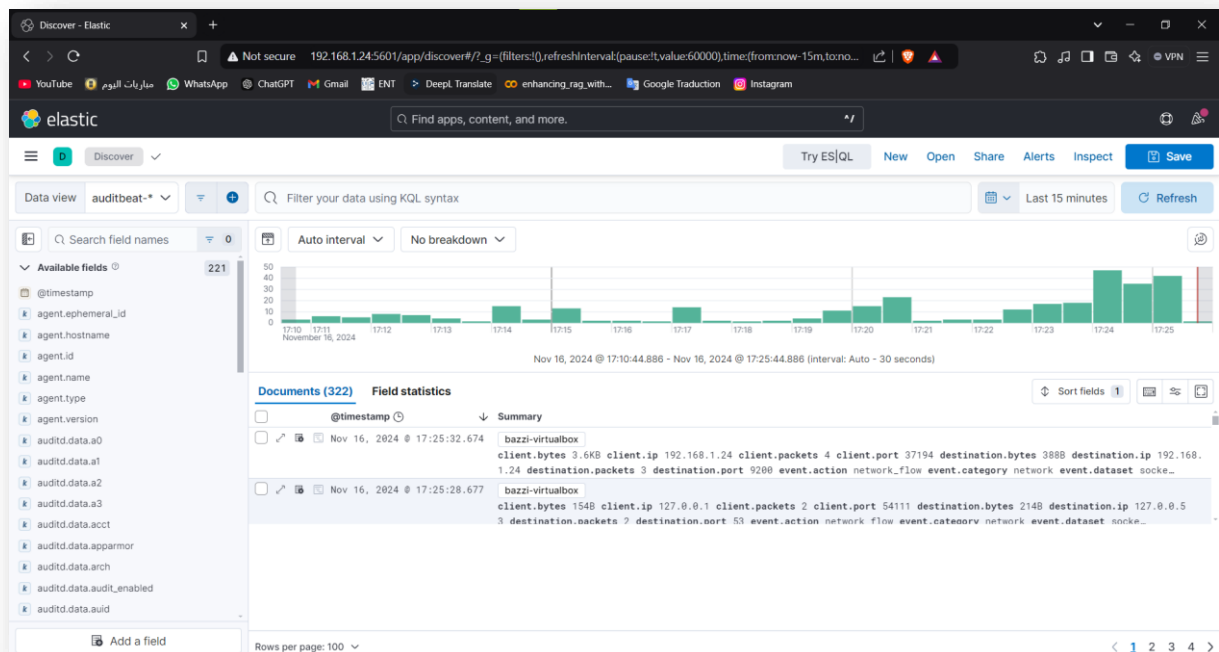 Discover - Elastic
Not secure 192.168.1.24:5601/app/discover#/?_g=(filters:!(),refreshInterval:(pause:!t,value:60000),time:(from:now-15m,to:no...
VPN
YouTube مباريات اليوم WhatsApp ChatGPT Gmail ENT DeepL Translate enhancing_rag_with... Google Traduction Instagram
elastic
Find apps, content, and more. ^/
D Discover Try ES|QL New Open Share Alerts Inspect Save
Data view auditbeat-* Filter your data using KQL syntax Last 15 minutes Refresh
Search field names 0 Auto interval No breakdown
Available fields 221
@timestamp
agent.ephemeral_id
agent.hostname
agent.id
agent.name
agent.type
agent.version
auditd.data.a0
auditd.data.a1
auditd.data.a2
auditd.data.a3
auditd.data.acct
auditd.data.apparmor
auditd.data.arch
auditd.data.audit_enabled
auditd.data.auid
Add a field
50
40
30
20
10
0
17:10 17:11 17:12 17:13 17:14 17:15 17:16 17:17 17:18 17:19 17:20 17:21 17:22 17:23 17:24 17:25
November 16, 2024
Nov 16, 2024 @ 17:10:44.886 - Nov 16, 2024 @ 17:25:44.886 (interval: Auto - 30 seconds)
Documents (322) Field statistics Sort fields 1
@timestamp Summary
Nov 16, 2024 @ 17:25:32.674 bazzi-virtualbox
client.bytes 3.6KB client.ip 192.168.1.24 client.packets 4 client.port 37194 destination.bytes 388B destination.ip 192.168.
1.24 destination.packets 3 destination.port 9200 event.action network_flow event.category network event.dataset socke…
Nov 16, 2024 @ 17:25:28.677 bazzi-virtualbox
client.bytes 154B client.ip 127.0.0.1 client.packets 2 client.port 54111 destination.bytes 214B destination.ip 127.0.0.5
3 destination.packets 2 destination.port 53 event.action network_flow event.category network event.dataset socke…
Rows per page: 100 1 2 3 4